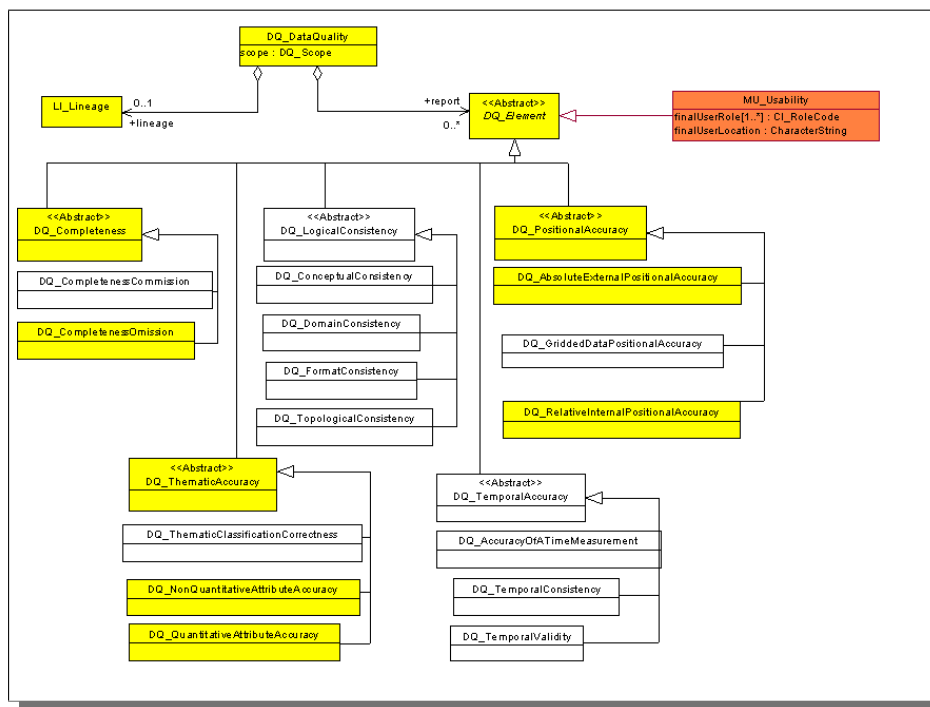 DQ_DataQuality
scope : DQ_Scope
LI_Lineage
0..1
+lineage
+report
0..*
<<Abstract>>
DQ_Element
MU_Usability
finalUserRole[1..*] : CI_RoleCode
finalUserLocation : CharacterString
<<Abstract>>
DQ_Completeness
DQ_CompletenessCommission
DQ_CompletenessOmission
<<Abstract>>
DQ_LogicalConsistency
DQ_ConceptualConsistency
DQ_DomainConsistency
DQ_FormatConsistency
DQ_TopologicalConsistency
<<Abstract>>
DQ_PositionalAccuracy
DQ_AbsoluteExternalPositionalAccuracy
DQ_GriddedDataPositionalAccuracy
DQ_RelativeInternalPositionalAccuracy
<<Abstract>>
DQ_ThematicAccuracy
DQ_ThematicClassificationCorrectness
DQ_NonQuantitativeAttributeAccuracy
DQ_QuantitativeAttributeAccuracy
<<Abstract>>
DQ_TemporalAccuracy
DQ_AccuracyOfATimeMeasurement
DQ_TemporalConsistency
DQ_TemporalValidity